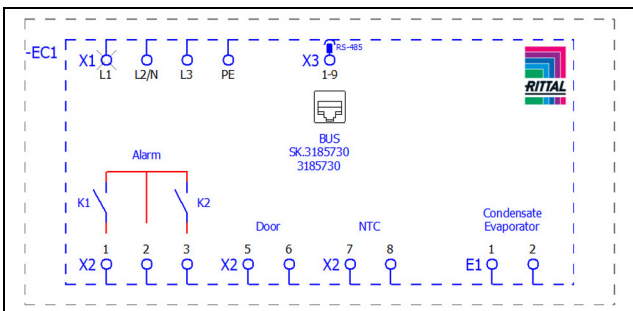 -EC1
X1
L1
L2/N
L3
PE
X3
RS-485
1-9
RITTAL
BUS
SK.3185730
3185730
Alarm
K1
K2
Door
NTC
Condensate
Evaporator
X2
1
2
3
X2
5
6
X2
7
8
E1
1
2